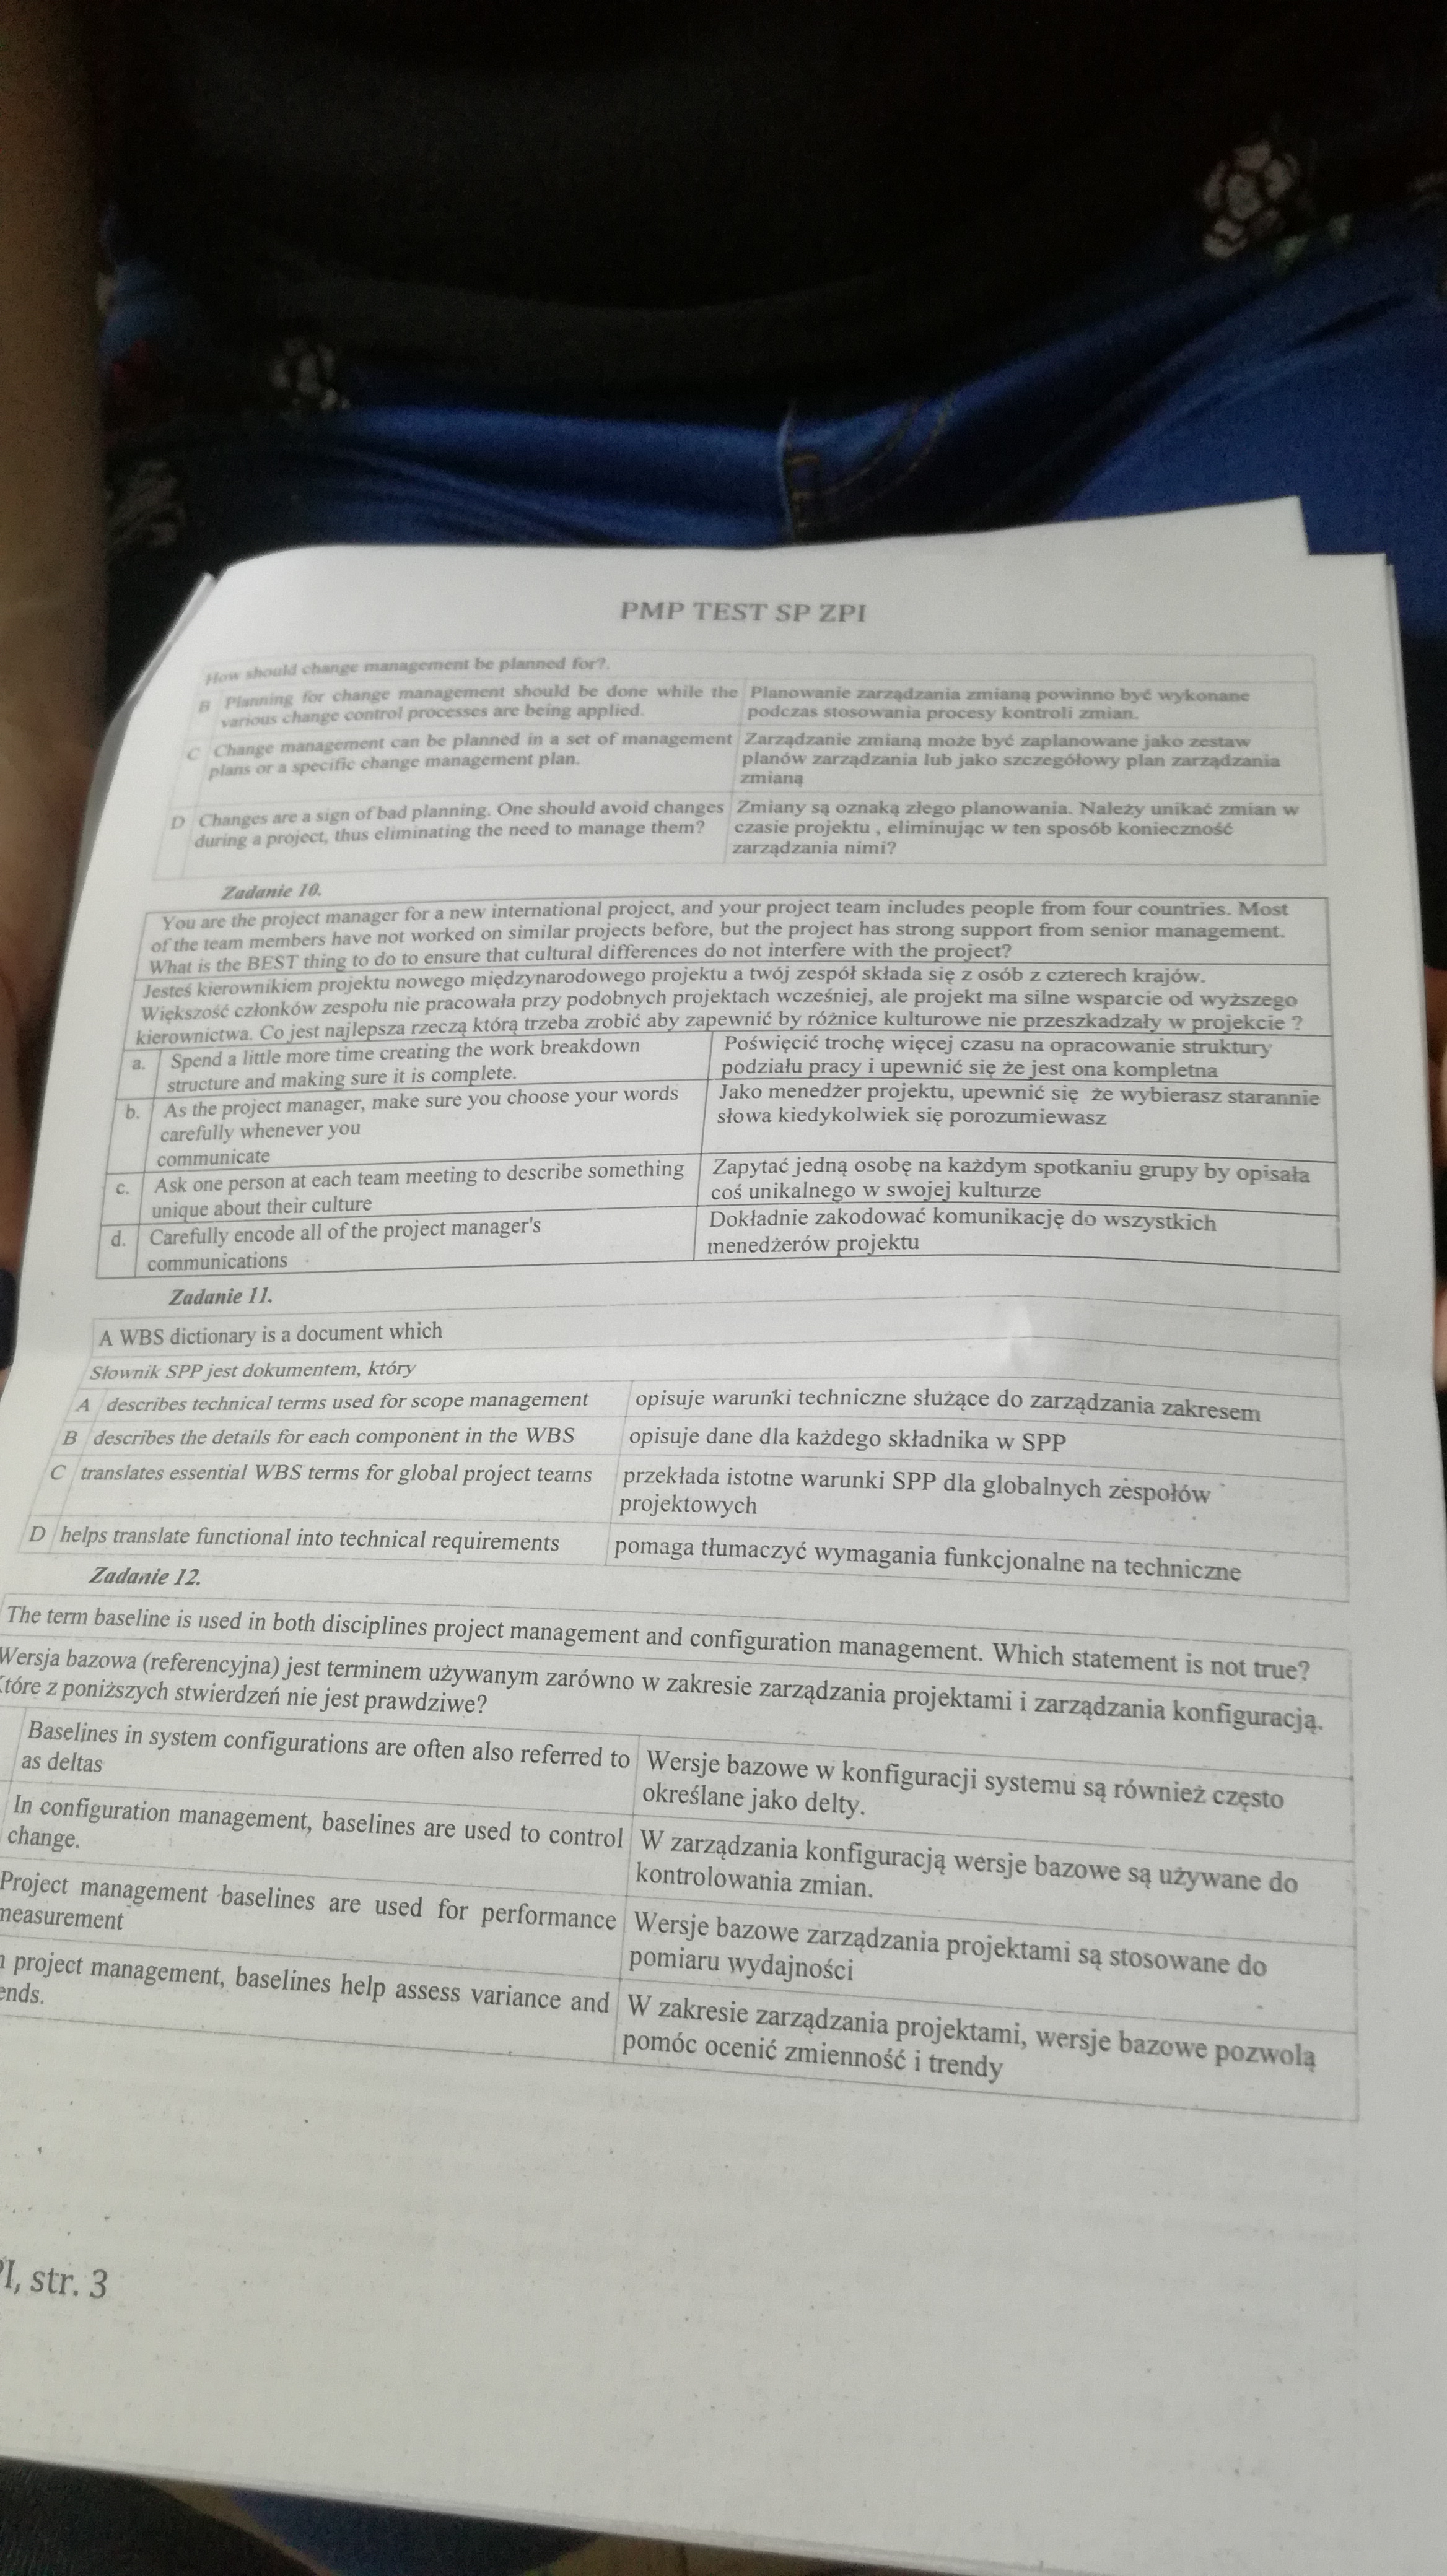 PMP TEST SP ZPI
How should change management be planned for?.
B Planning for change management should be done while the
various change control processes are being applied.
Planowanie zarządzania zmianą powinno być wykonane
podczas stosowania procesy kontroli zmian.
C Change management can be planned in a set of management
plans or a specific change management plan.
Zarządzanie zmianą może być zaplanowane jako zestaw
planów zarządzania lub jako szczegółowy plan zarządzania
zmianą
D Changes are a sign of bad planning. One should avoid changes
during a project, thus eliminating the need to manage them?
Zmiany są oznaką złego planowania. Należy unikać zmian w
czasie projektu , eliminując w ten sposób konieczność
zarządzania nimi?
Zadanie 10.
You are the project manager for a new international project, and your project team includes people from four countries. Most
of the team members have not worked on similar projects before, but the project has strong support from senior management.
What is the BEST thing to do to ensure that cultural differences do not interfere with the project?
Jesteś kierownikiem projektu nowego międzynarodowego projektu a twój zespół składa się z osób z czterech krajów.
Większość członków zespołu nie pracowała przy podobnych projektach wcześniej, ale projekt ma silne wsparcie od wyższego
kierownictwa. Co jest najlepsza rzeczą którą trzeba zrobić aby zapewnić by różnice kulturowe nie przeszkadzały w projekcie ?
a. Spend a little more time creating the work breakdown
structure and making sure it is complete.
Poświęcić trochę więcej czasu na opracowanie struktury
podziału pracy i upewnić się że jest ona kompletna
b. As the project manager, make sure you choose your words
carefully whenever you
communicate
Jako menedżer projektu, upewnić się że wybierasz starannie
słowa kiedykolwiek się porozumiewasz
c. Ask one person at each team meeting to describe something
unique about their culture
Zapytać jedną osobę na każdym spotkaniu grupy by opisała
coś unikalnego w swojej kulturze
d. Carefully encode all of the project manager's
communications
Dokładnie zakodować komunikację do wszystkich
menedżerów projektu
Zadanie 11.
A WBS dictionary is a document which
Słownik SPP jest dokumentem, który
A describes technical terms used for scope management
opisuje warunki techniczne służące do zarządzania zakresem
B describes the details for each component in the WBS
opisuje dane dla każdego składnika w SPP
C translates essential WBS terms for global project teams
przekłada istotne warunki SPP dla globalnych zespołów
projektowych
D helps translate functional into technical requirements
pomaga tłumaczyć wymagania funkcjonalne na techniczne
Zadanie 12.
The term baseline is used in both disciplines project management and configuration management. Which statement is not true?
Wersja bazowa (referencyjna) jest terminem używanym zarówno w zakresie zarządzania projektami i zarządzania konfiguracją.
Które z poniższych stwierdzeń nie jest prawdziwe?
Baselines in system configurations are often also referred to
as deltas
Wersje bazowe w konfiguracji systemu są również często
określane jako delty.
In configuration management, baselines are used to control
change.
W zarządzania konfiguracją wersje bazowe są używane do
kontrolowania zmian.
Project management baselines are used for performance
measurement
Wersje bazowe zarządzania projektami są stosowane do
pomiaru wydajności
project management, baselines help assess variance and
ends.
W zakresie zarządzania projektami, wersje bazowe pozwolą
pomóc ocenić zmienność i trendy
PI, str. 3